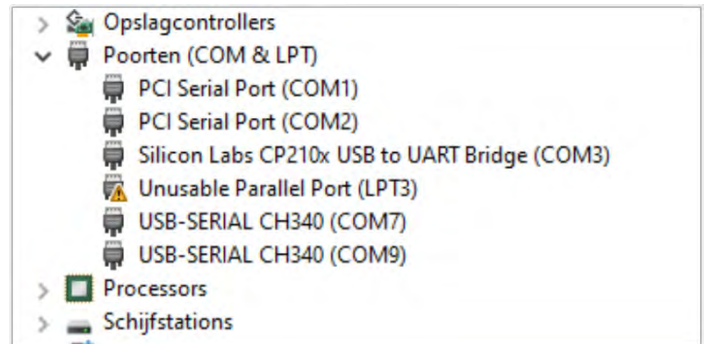 Opslagcontrollers
Poorten (COM & LPT)
PCI Serial Port (COM1)
PCI Serial Port (COM2)
Silicon Labs CP210x USB to UART Bridge (COM3)
Unusable Parallel Port (LPT3)
USB-SERIAL CH340 (COM7)
USB-SERIAL CH340 (COM9)
Processors
Schijfstations